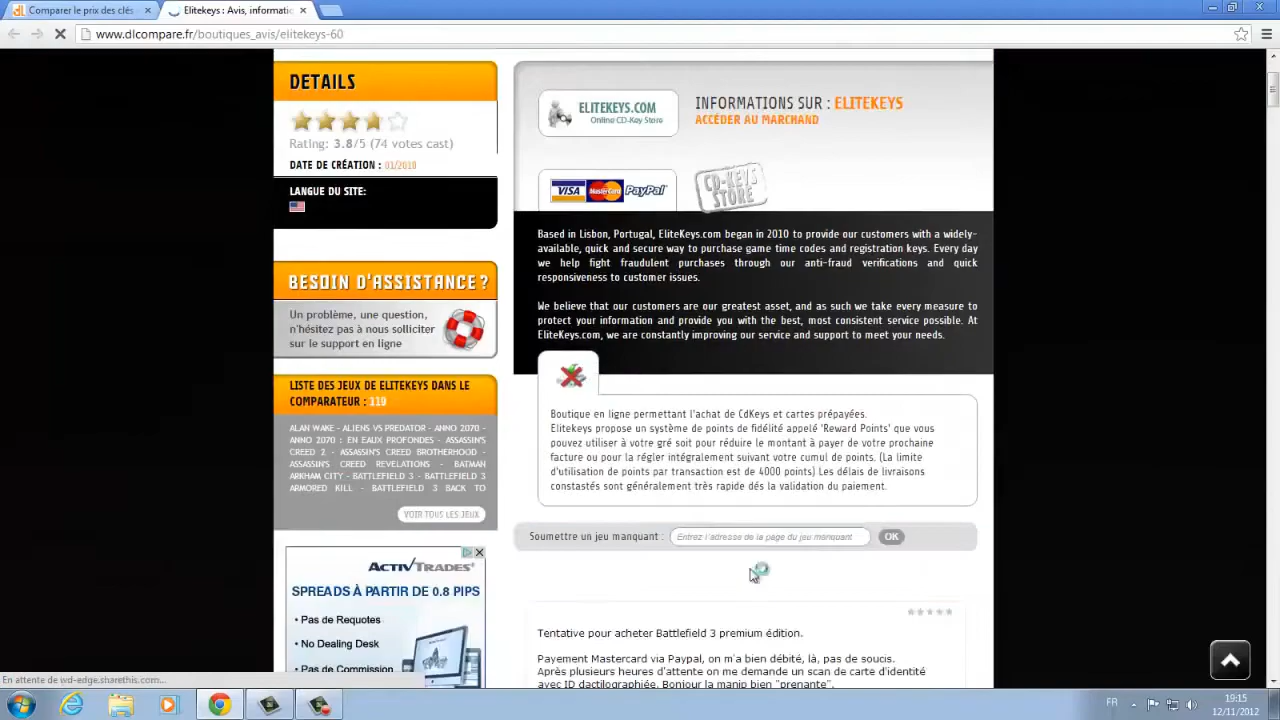 Comparer le prix des clés
Elitekeys : Avis, informatic
www.dlcompare.fr/boutiques_avis/elitekeys-60
DETAILS
Rating: 3.8/5 (74 votes cast)
DATE DE CRÉATION : 01/2010
LANGUE DU SITE:
BESOIN D'ASSISTANCE ?
Un problème, une question,
n'hésitez pas à nous solliciter
sur le support en ligne
LISTE DES JEUX DE ELITEKEYS DANS LE
COMPARATEUR : 119
ALAN WAKE - ALIENS VS PREDATOR - ANNO 2070 -
ANNO 2070 : EN EAUX PROFONDES - ASSASSIN'S
CREED 2 - ASSASSIN'S CREED BROTHERHOOD -
ASSASSIN'S CREED REVELATIONS - BATMAN
ARKHAM CITY - BATTLEFIELD 3 - BATTLEFIELD 3
ARMORED KILL - BATTLEFIELD 3 BACK TO
VOIR TOUS LES JEUX
ACTIVTRADES
SPREADS À PARTIR DE 0.8 PIPS
• Pas de Requotes
• No Dealing Desk
• Pas de Commission
ELITEKEYS.COM
Online CD-Key Store
INFORMATIONS SUR : ELITEKEYS
ACCÉDER AU MARCHAND
VISA MasterCard PayPal
CD-KEYS
STORE
Based in Lisbon, Portugal, EliteKeys.com began in 2010 to provide our customers with a widely-
available, quick and secure way to purchase game time codes and registration keys. Every day
we help fight fraudulent purchases through our anti-fraud verifications and quick
responsiveness to customer issues.
We believe that our customers are our greatest asset, and as such we take every measure to
protect your information and provide you with the best, most consistent service possible. At
EliteKeys.com, we are constantly improving our service and support to meet your needs.
Boutique en ligne permettant l'achat de CdKeys et cartes prépayées.
Elitekeys propose un système de points de fidélité appelé 'Reward Points' que vous
pouvez utiliser à votre gré soit pour réduire le montant à payer de votre prochaine
facture ou pour la régler intégralement suivant votre cumul de points. (La limite
d'utilisation de points par transaction est de 4000 points) Les délais de livraisons
constastés sont généralement très rapide dés la validation du paiement.
Soumettre un jeu manquant : Entrez l'adresse de la page du jeu manquant OK
Tentative pour acheter Battlefield 3 premium édition.
Payement Mastercard via Paypal, on m'a bien débité, là, pas de soucis.
Après plusieurs heures d'attente on me demande un scan de carte d'identité
avec ID dactilographiée. Bonjour la manip bien "prenante".
En attente de wd-edge.sharethis.com...
FR
19:15
12/11/2012